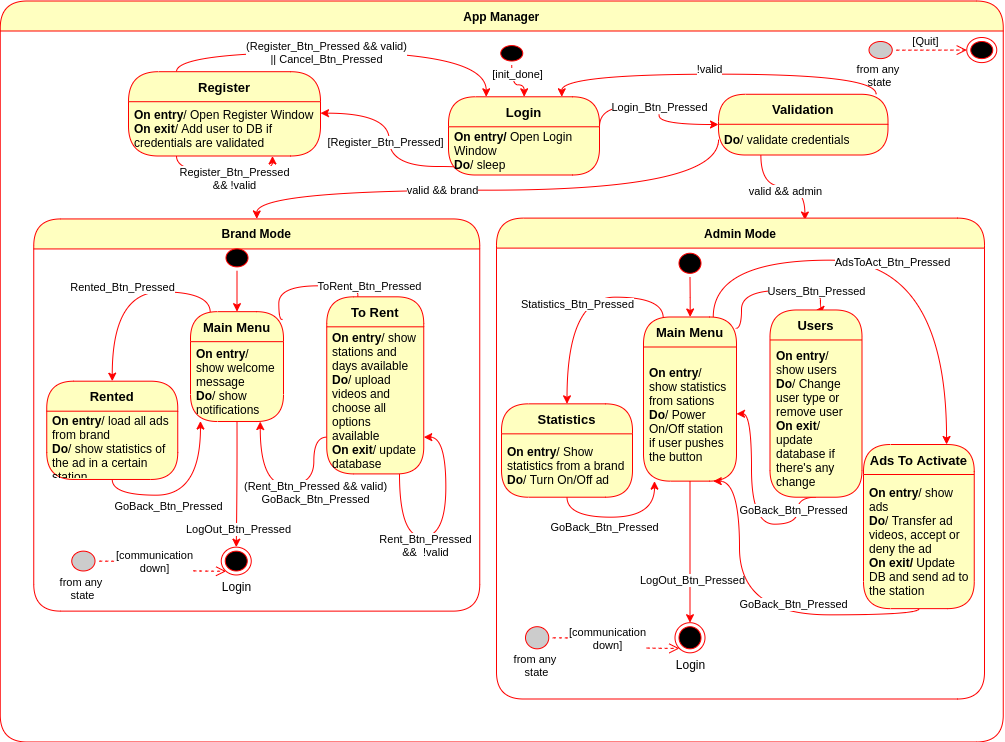 App Manager
(Register_Btn_Pressed && valid)
|| Cancel_Btn_Pressed
[init_done]
!valid
[Quit]
from any
state
Register
On entry/ Open Register Window
On exit/ Add user to DB if
credentials are validated
[Register_Btn_Pressed]
Register_Btn_Pressed
&& !valid
Login
On entry/ Open Login
Window
Do/ sleep
Login_Btn_Pressed
Validation
Do/ validate credentials
valid && brand
valid && admin
Brand Mode
Rented_Btn_Pressed
ToRent_Btn_Pressed
Main Menu
On entry/
show welcome
message
Do/ show
notifications
To Rent
On entry/ show
stations and
days available
Do/ upload
videos and
choose all
options
available
On exit/ update
database
Rented
On entry/ load all ads
from brand
Do/ show statistics of
the ad in a certain
station
GoBack_Btn_Pressed
(Rent_Btn_Pressed && valid)
GoBack_Btn_Pressed
LogOut_Btn_Pressed
Rent_Btn_Pressed
&& !valid
[communication
down]
from any
state
Login
Admin Mode
AdsToAct_Btn_Pressed
Users_Btn_Pressed
Statistics_Btn_Pressed
Main Menu
On entry/
show statistics
from sations
Do/ Power
On/Off station
if user pushes
the button
Users
On entry/
show users
Do/ Change
user type or
remove user
On exit/
update
database if
there's any
change
Statistics
On entry/ Show
statistics from a brand
Do/ Turn On/Off ad
Ads To Activate
On entry/ show
ads
Do/ Transfer ad
videos, accept or
deny the ad
On exit/ Update
DB and send ad to
the station
GoBack_Btn_Pressed
GoBack_Btn_Pressed
LogOut_Btn_Pressed
GoBack_Btn_Pressed
[communication
down]
from any
state
Login